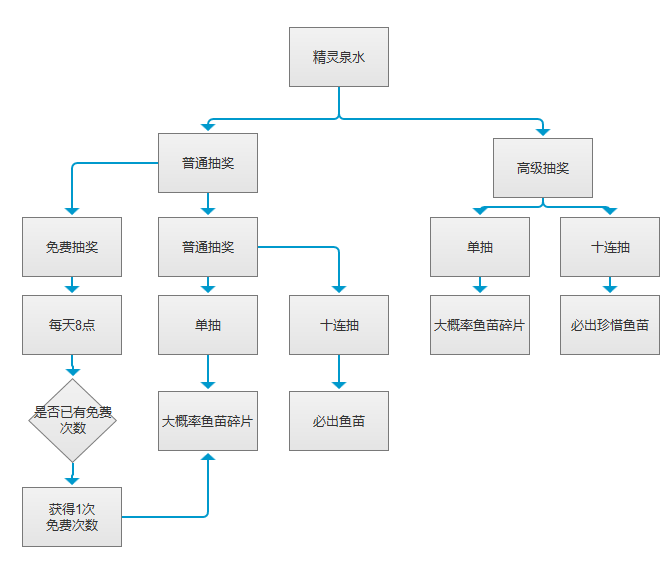 精灵泉水
普通抽奖
高级抽奖
免费抽奖
普通抽奖
单抽
十连抽
每天8点
单抽
十连抽
大概率鱼苗碎片
必出珍惜鱼苗
是否已有免费
次数
大概率鱼苗碎片
必出鱼苗
获得1次
免费次数